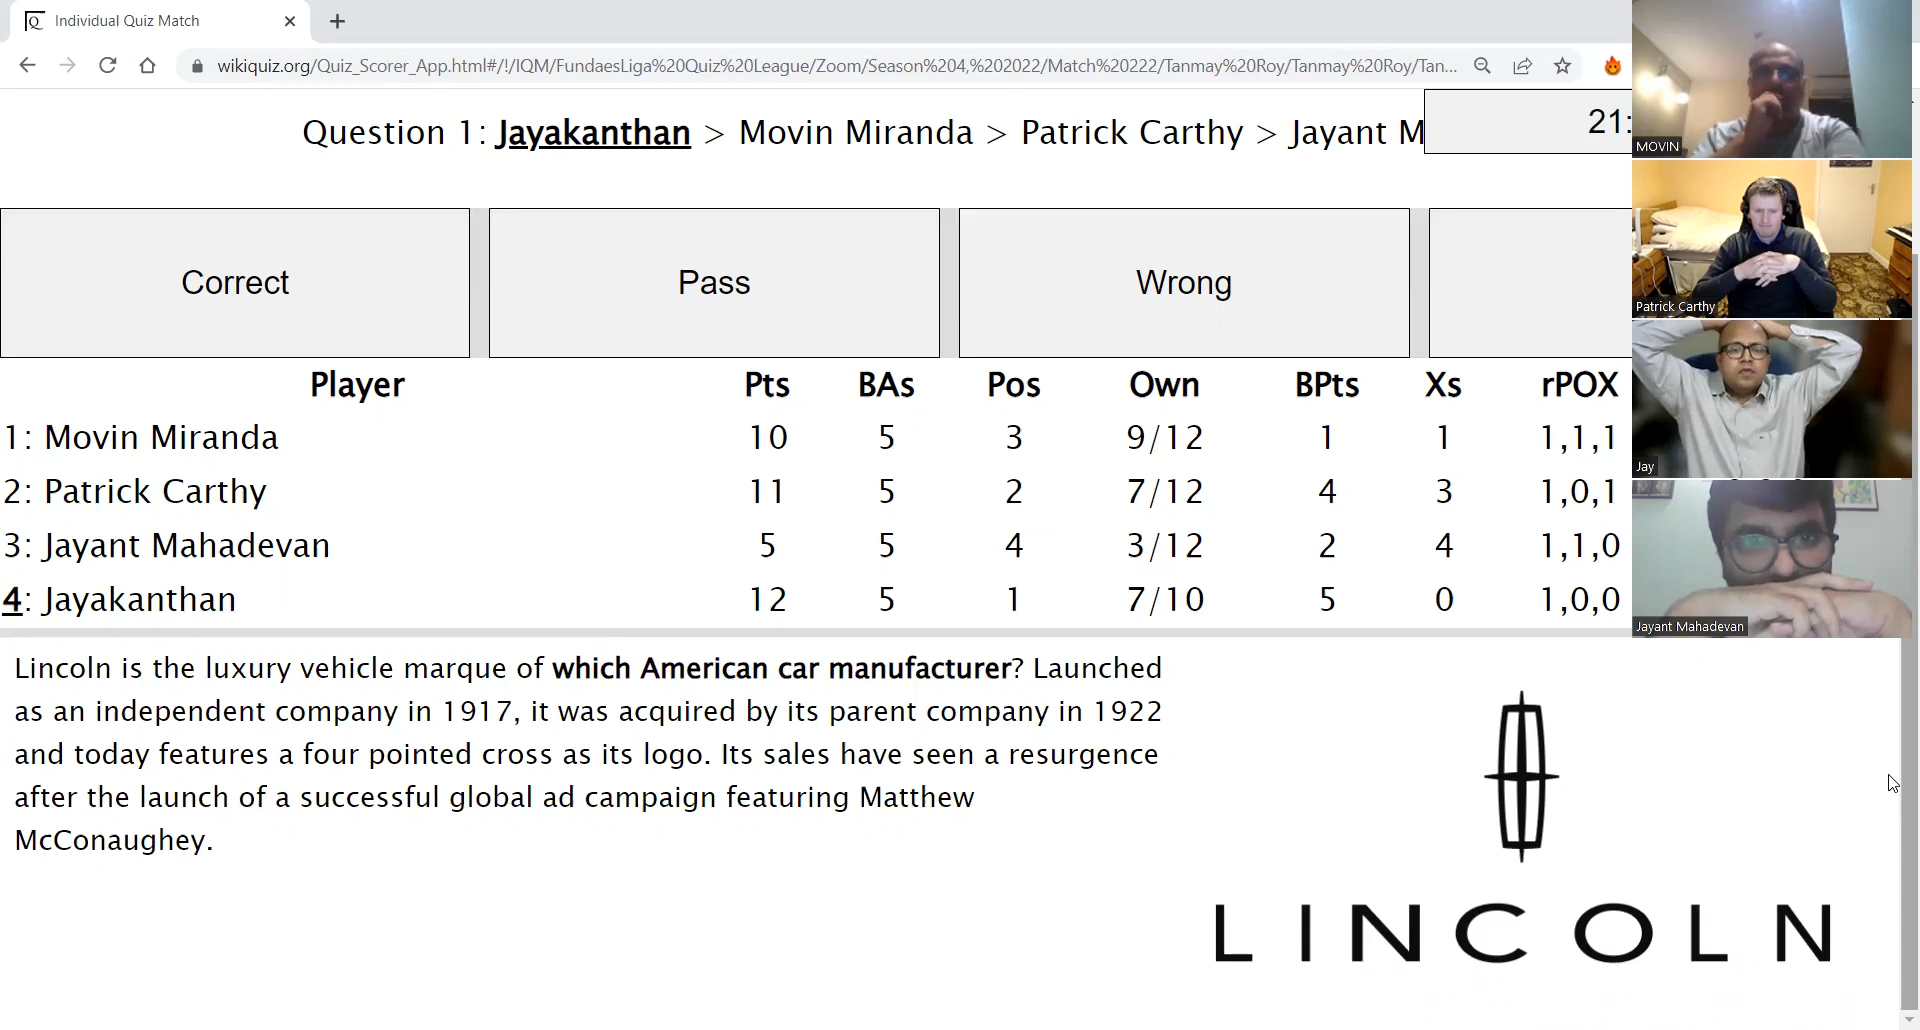 Individual Quiz Match
wikiquiz.org/Quiz_Scorer_App.html#/!/IQM/FundaesLiga%20Quiz%20League/Zoom/Season%204,%202022/Match%20222/Tanmay%20Roy/Tanmay%20Roy/Tan...
Question 1: Jayakanthan > Movin Miranda > Patrick Carthy > Jayant M
21:
MOVIN
Correct
Pass
Wrong
Patrick Carthy
Player Pts BAs Pos Own BPts Xs rPOX
1: Movin Miranda 10 5 3 9/12 1 1 1,1,1
Jay
2: Patrick Carthy 11 5 2 7/12 4 3 1,0,1
3: Jayant Mahadevan 5 5 4 3/12 2 4 1,1,0
4: Jayakanthan 12 5 1 7/10 5 0 1,0,0
Jayant Mahadevan
Lincoln is the luxury vehicle marque of which American car manufacturer? Launched
as an independent company in 1917, it was acquired by its parent company in 1922
and today features a four pointed cross as its logo. Its sales have seen a resurgence
after the launch of a successful global ad campaign featuring Matthew
McConaughey.
LINCOLN